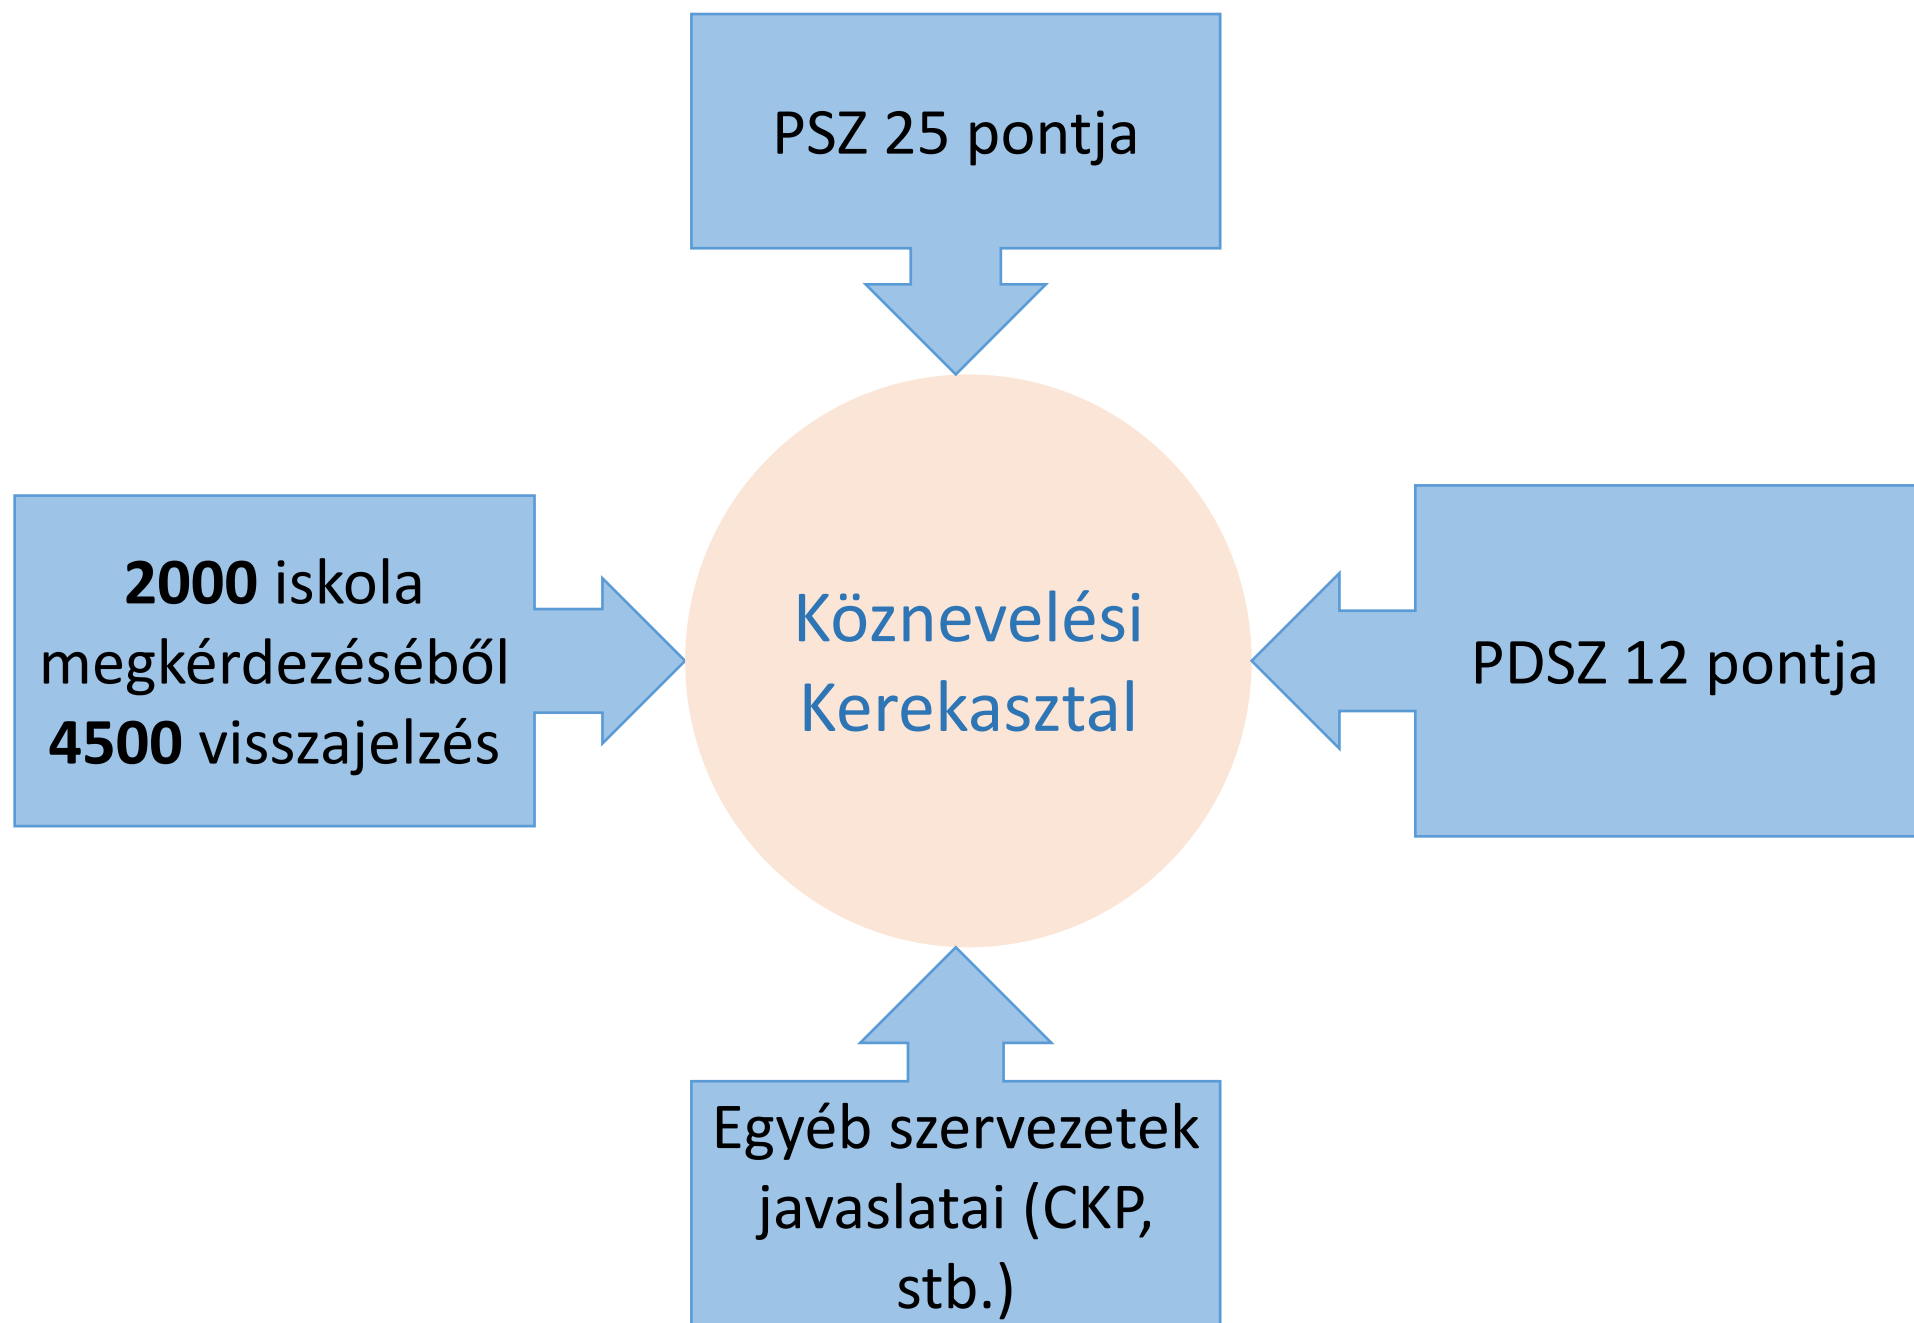 PSZ 25 pontja
2000 iskola
megkérdezéséből
4500 visszajelzés
Köznevelési
Kerekasztal
PDSZ 12 pontja
Egyéb szervezetek
javaslatai (CKP,
stb.)